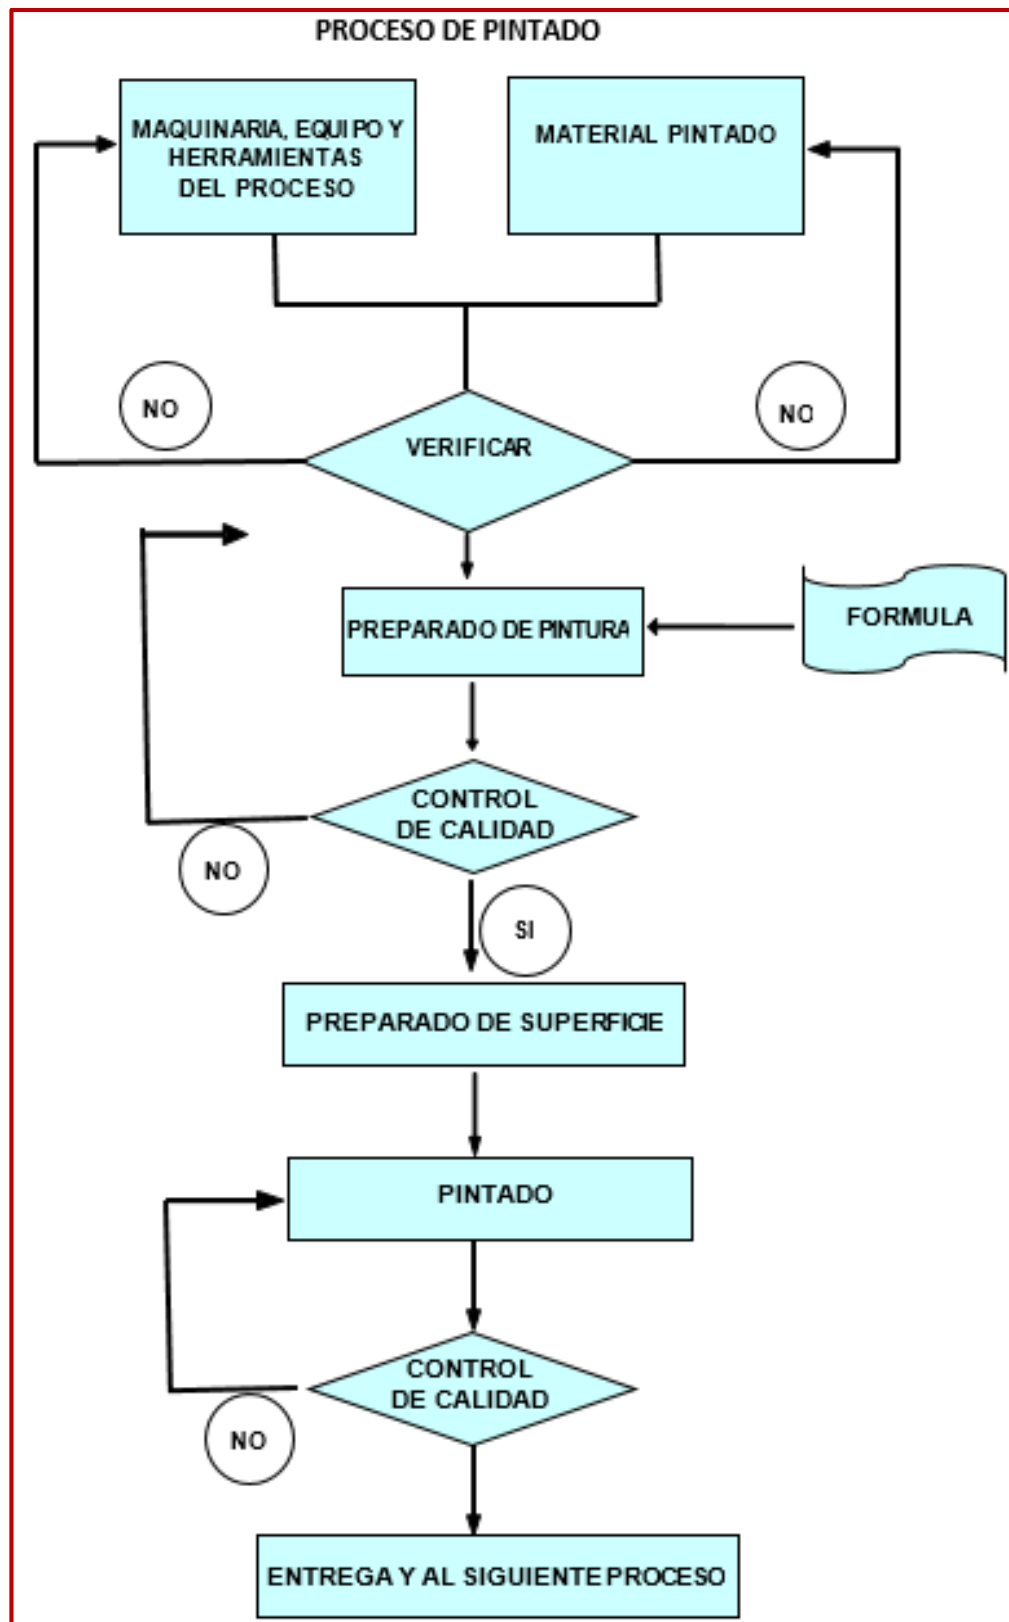 PROCESO DE PINTADO
MAQUINARIA, EQUIPO Y
HERRAMIENTAS
DEL PROCESO
MATERIAL PINTADO
NO
NO
VERIFICAR
PREPARADO DE PINTURA
FORMULA
CONTROL
DE CALIDAD
NO
SI
PREPARADO DE SUPERFICIE
PINTADO
CONTROL
DE CALIDAD
NO
ENTREGA Y AL SIGUIENTE PROCESO